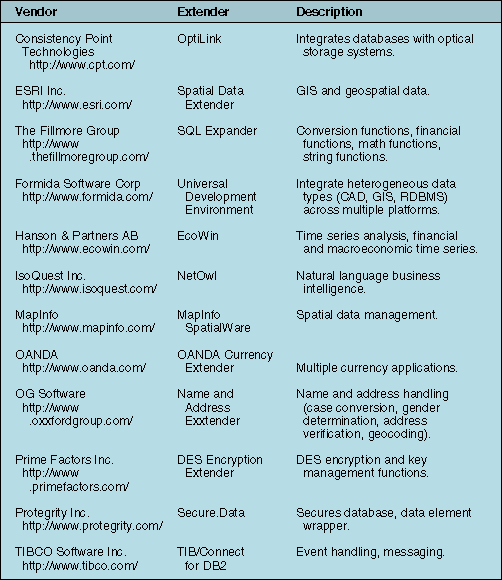 Vendor Extender Description
Consistency Point OptiLink Integrates databases with optical
Technologies storage systems.
http://www.cpt.com/
ESRI Inc. Spatial Data GIS and geospatial data.
http://www.esri.com/ Extender
The Fillmore Group SQL Expander Conversion functions, financial
http://www functions, math functions,
.thefillmoregroup.com/ string functions.
Formida Software Corp Universal Integrate heterogeneous data
http://www.formida.com/ Development types (CAD, GIS, RDBMS)
Environment across multiple platforms.
Hanson & Partners AB EcoWin Time series analysis, financial
http://www.ecowin.com/ and macroeconomic time series.
IsoQuest Inc. NetOwl Natural language business
http://www.isoquest.com/ intelligence.
MapInfo MapInfo Spatial data management.
http://www.mapinfo.com/ SpatialWare
OANDA OANDA Currency
http://www.oanda.com/ Extender Multiple currency applications.
OG Software Name and Name and address handling
http://www Address (case conversion, gender
.oxxfordgroup.com/ Exxtender determination, address
verification, geocoding).
Prime Factors Inc. DES Encryption DES encryption and key
http://www Extender management functions.
.primefactors.com/
Protegrity Inc. Secure.Data Secures database, data element
http://www.protegrity.com/ wrapper.
TIBCO Software Inc. TIB/Connect Event handling, messaging.
http://www.tibco.com/ for DB2